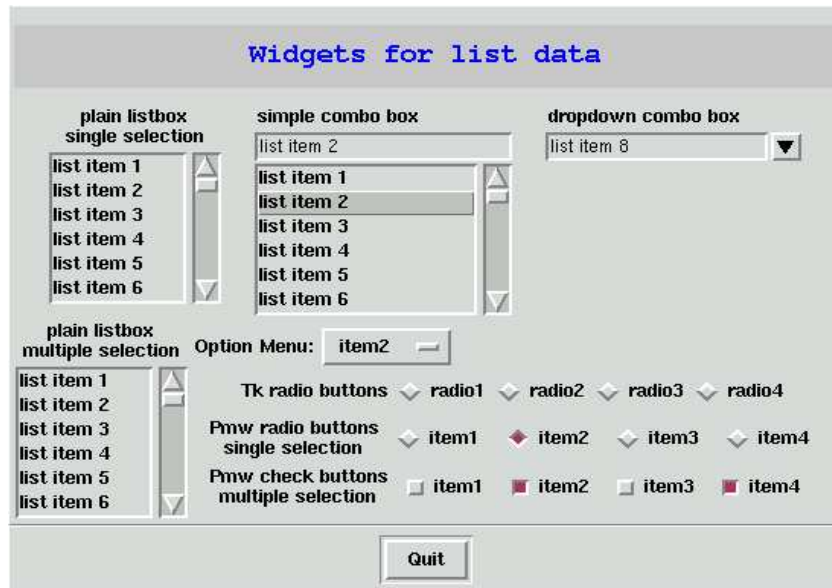 Widgets for list data
plain listbox
single selection
list item 1
list item 2
list item 3
list item 4
list item 5
list item 6
simple combo box
list item 2
list item 1
list item 2
list item 3
list item 4
list item 5
list item 6
dropdown combo box
list item 8
plain listbox
multiple selection
list item 1
list item 2
list item 3
list item 4
list item 5
list item 6
Option Menu: item2
Tk radio buttons radio1 radio2 radio3 radio4
Pmw radio buttons
single selection
item1 item2 item3 item4
Pmw check buttons
multiple selection
item1 item2 item3 item4
Quit